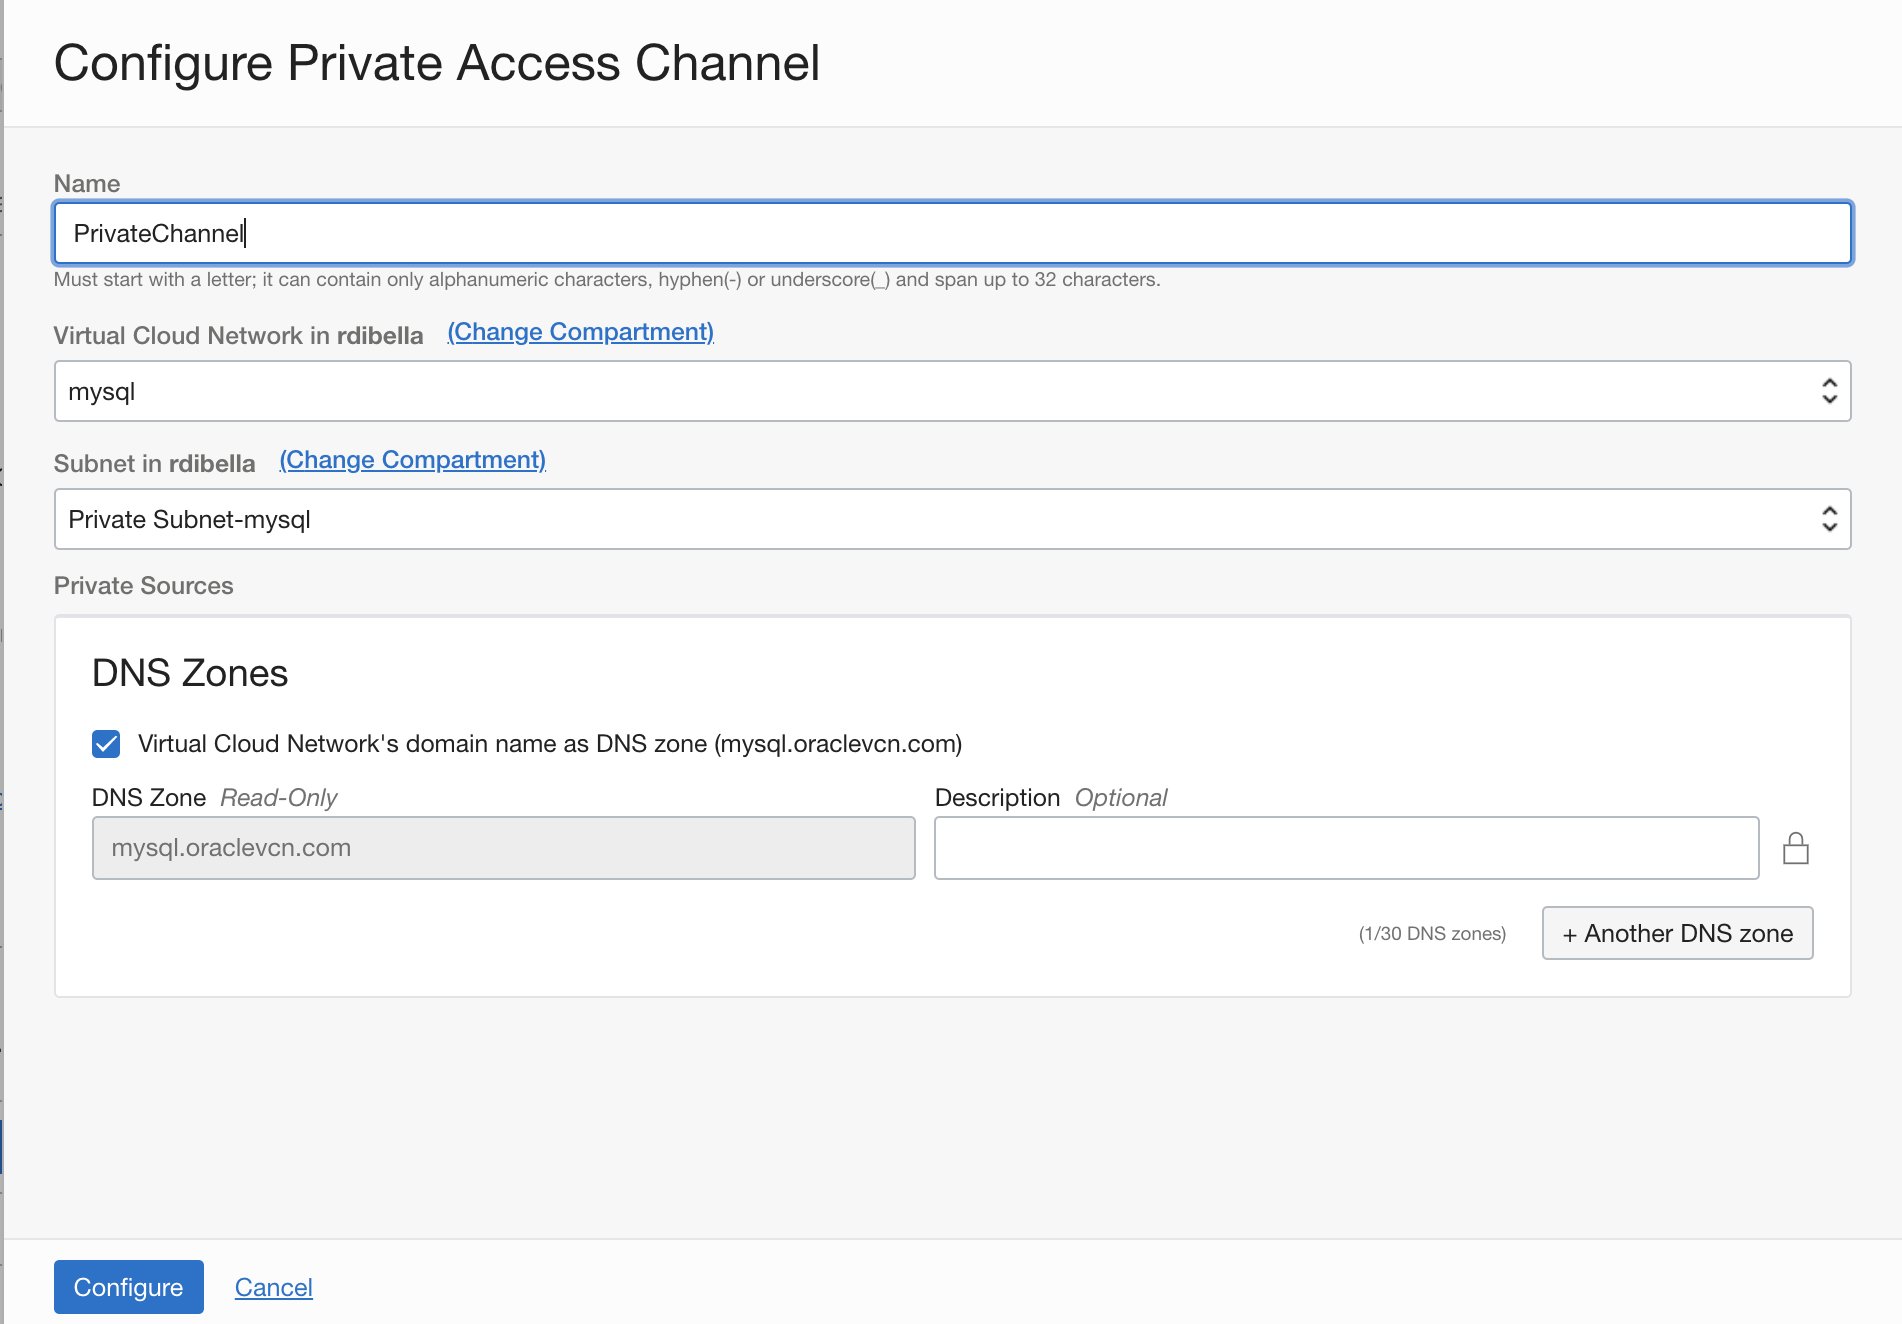 Configure Private Access Channel
Name
PrivateChannel
Must start with a letter; it can contain only alphanumeric characters, hyphen(-) or underscore(_) and span up to 32 characters.
Virtual Cloud Network in rdibella (Change Compartment)
mysql
Subnet in rdibella (Change Compartment)
Private Subnet-mysql
Private Sources
DNS Zones
Virtual Cloud Network's domain name as DNS zone (mysql.oraclevcn.com)
DNS Zone Read-Only Description Optional
mysql.oraclevcn.com
(1/30 DNS zones) + Another DNS zone
Configure Cancel